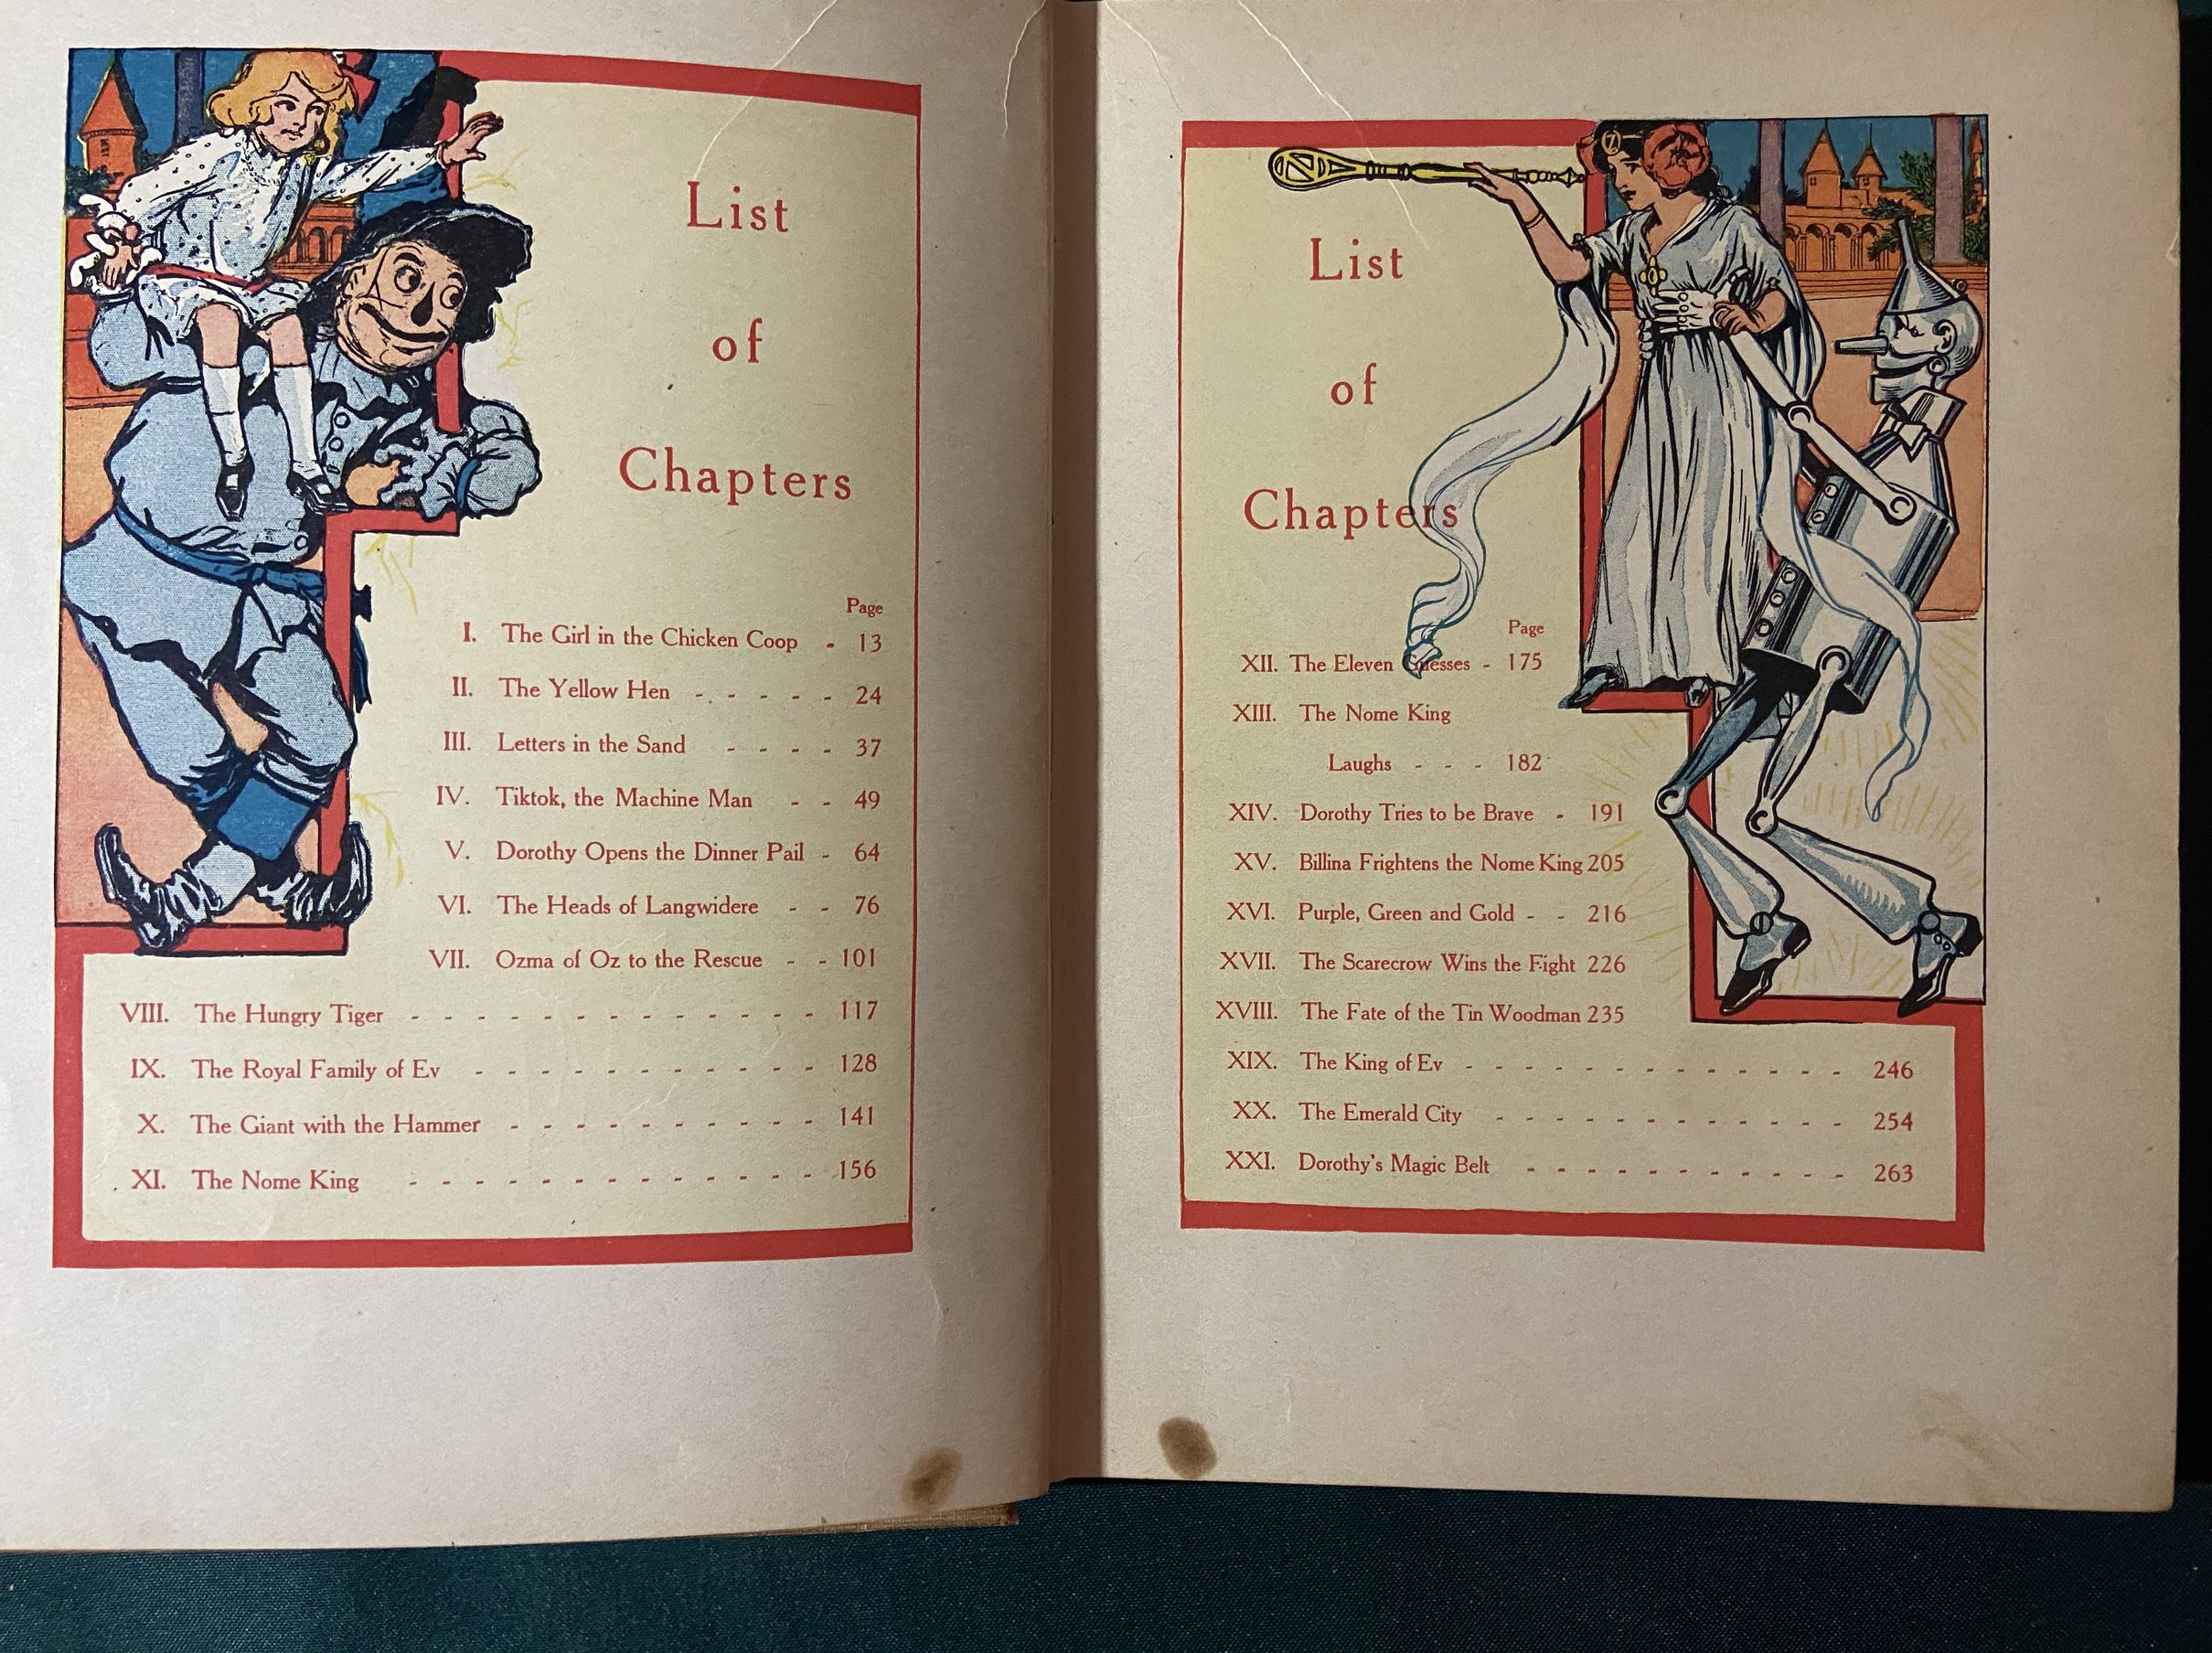 List
of
Chapters
Page
I. The Girl in the Chicken Coop - 13
II. The Yellow Hen - - - - - 24
III. Letters in the Sand - - - - 37
IV. Tiktok, the Machine Man - - 49
V. Dorothy Opens the Dinner Pail - 64
VI. The Heads of Langwidere - - 76
VII. Ozma of Oz to the Rescue - - 101
VIII. The Hungry Tiger - - - - - - - - - - - - - 117
IX. The Royal Family of Ev - - - - - - - - - - - 128
X. The Giant with the Hammer - - - - - - - - - - 141
XI. The Nome King - - - - - - - - - - - - - 156
List
of
Chapters
Page
XII. The Eleven Guesses - 175
XIII. The Nome King
Laughs - - - 182
XIV. Dorothy Tries to be Brave - 191
XV. Billina Frightens the Nome King 205
XVI. Purple, Green and Gold - - 216
XVII. The Scarecrow Wins the Fight 226
XVIII. The Fate of the Tin Woodman 235
XIX. The King of Ev - - - - - - - - - - - - 246
XX. The Emerald City - - - - - - - - - - - 254
XXI. Dorothy's Magic Belt - - - - - - - - - - 263